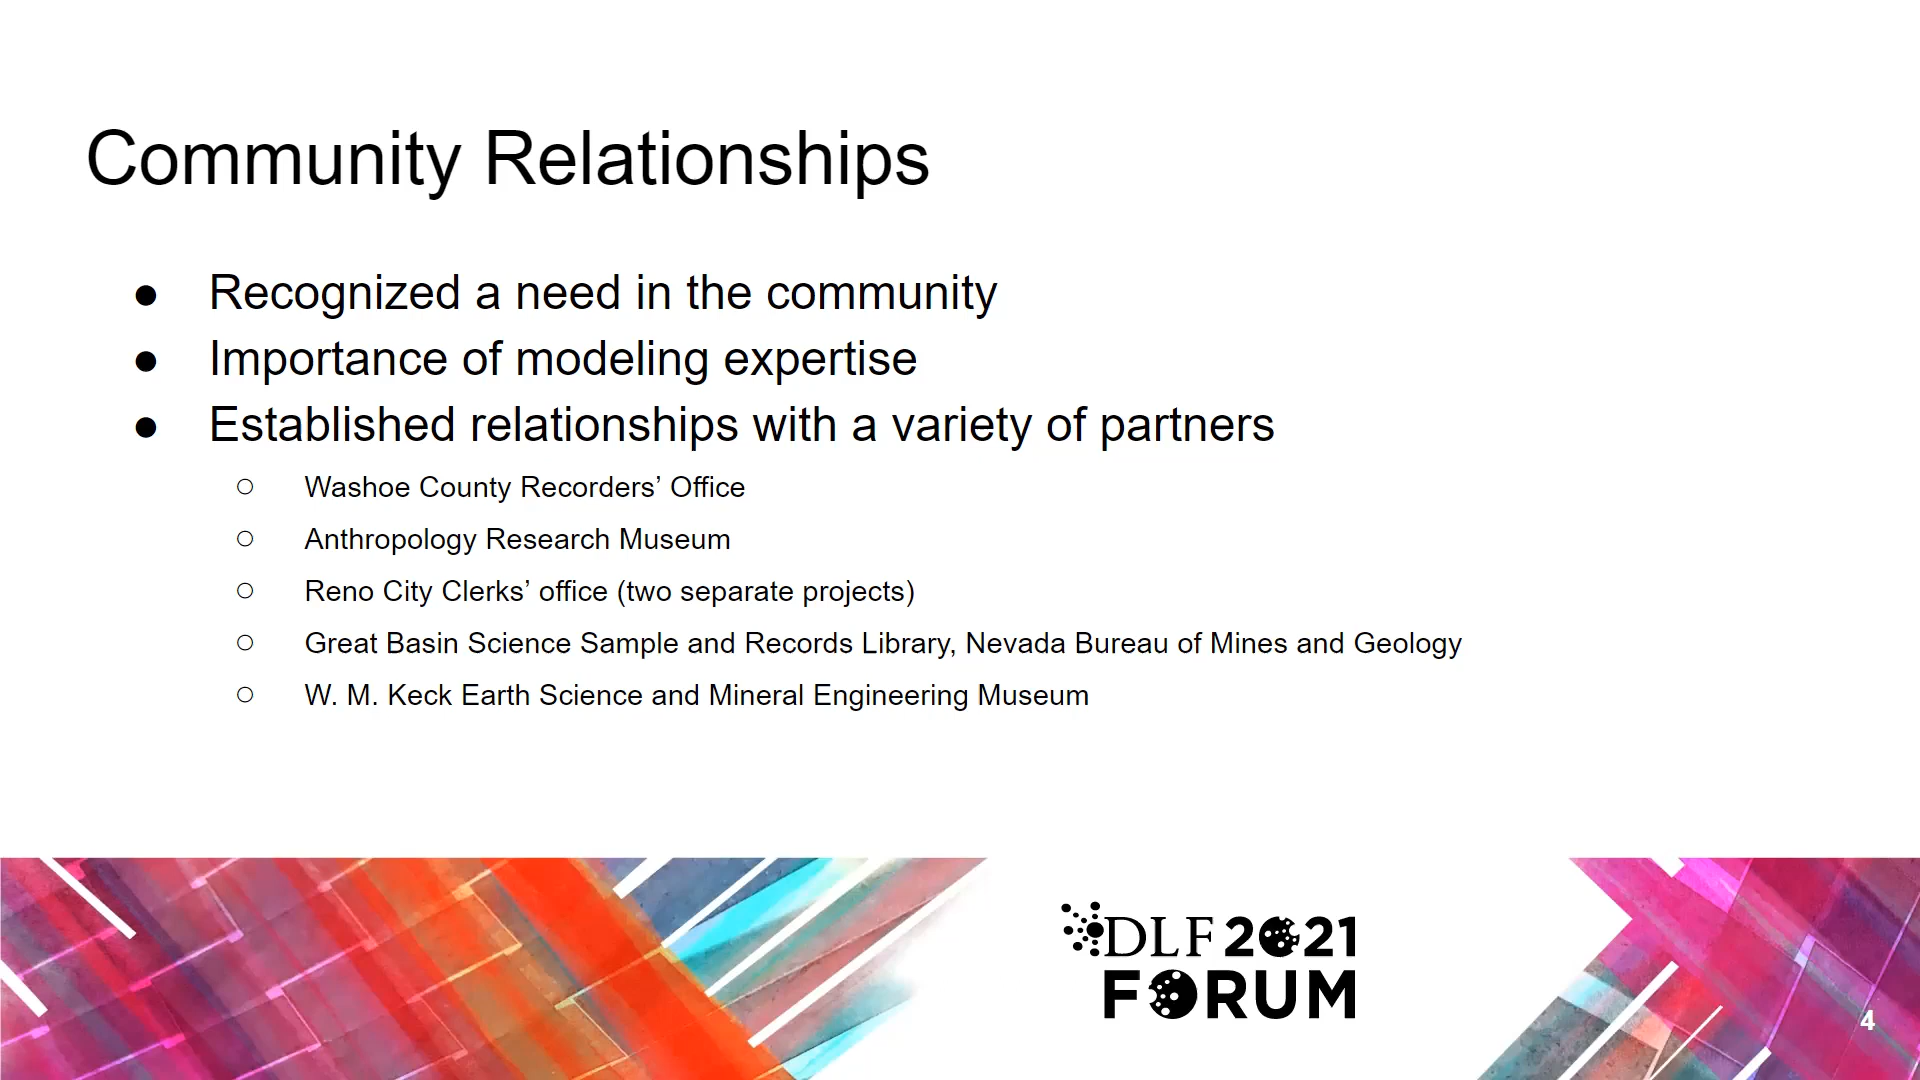 Community Relationships
● Recognized a need in the community
● Importance of modeling expertise
● Established relationships with a variety of partners
○ Washoe County Recorders’ Office
○ Anthropology Research Museum
○ Reno City Clerks’ office (two separate projects)
○ Great Basin Science Sample and Records Library, Nevada Bureau of Mines and Geology
○ W. M. Keck Earth Science and Mineral Engineering Museum
DLF 2021
FORUM
4